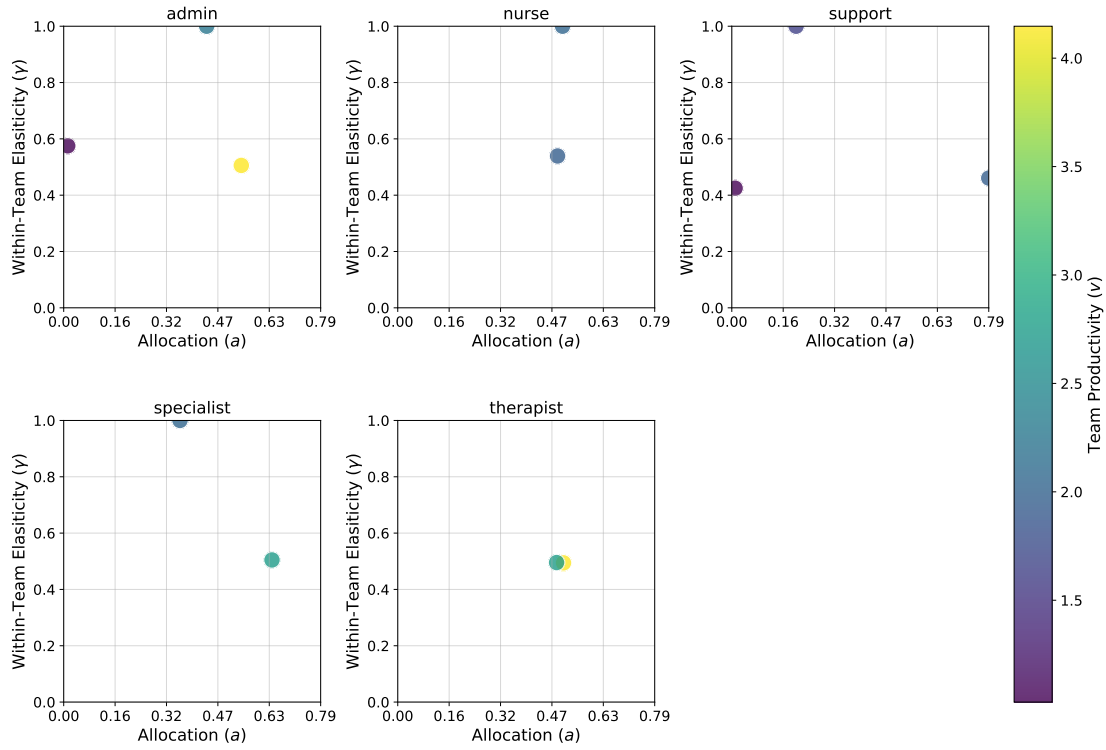 admin
1.0
0.8
0.6
0.4
0.2
0.0
Within-Team Elasiticity (γ)
0.00 0.16 0.32 0.47 0.63 0.79
Allocation (a)
nurse
1.0
0.8
0.6
0.4
0.2
0.0
Within-Team Elasiticity (γ)
0.00 0.16 0.32 0.47 0.63 0.79
Allocation (a)
support
1.0
0.8
0.6
0.4
0.2
0.0
Within-Team Elasiticity (γ)
0.00 0.16 0.32 0.47 0.63 0.79
Allocation (a)
specialist
1.0
0.8
0.6
0.4
0.2
0.0
Within-Team Elasiticity (γ)
0.00 0.16 0.32 0.47 0.63 0.79
Allocation (a)
therapist
1.0
0.8
0.6
0.4
0.2
0.0
Within-Team Elasiticity (γ)
0.00 0.16 0.32 0.47 0.63 0.79
Allocation (a)
4.0
3.5
3.0
2.5
2.0
1.5
Team Productivity (v)